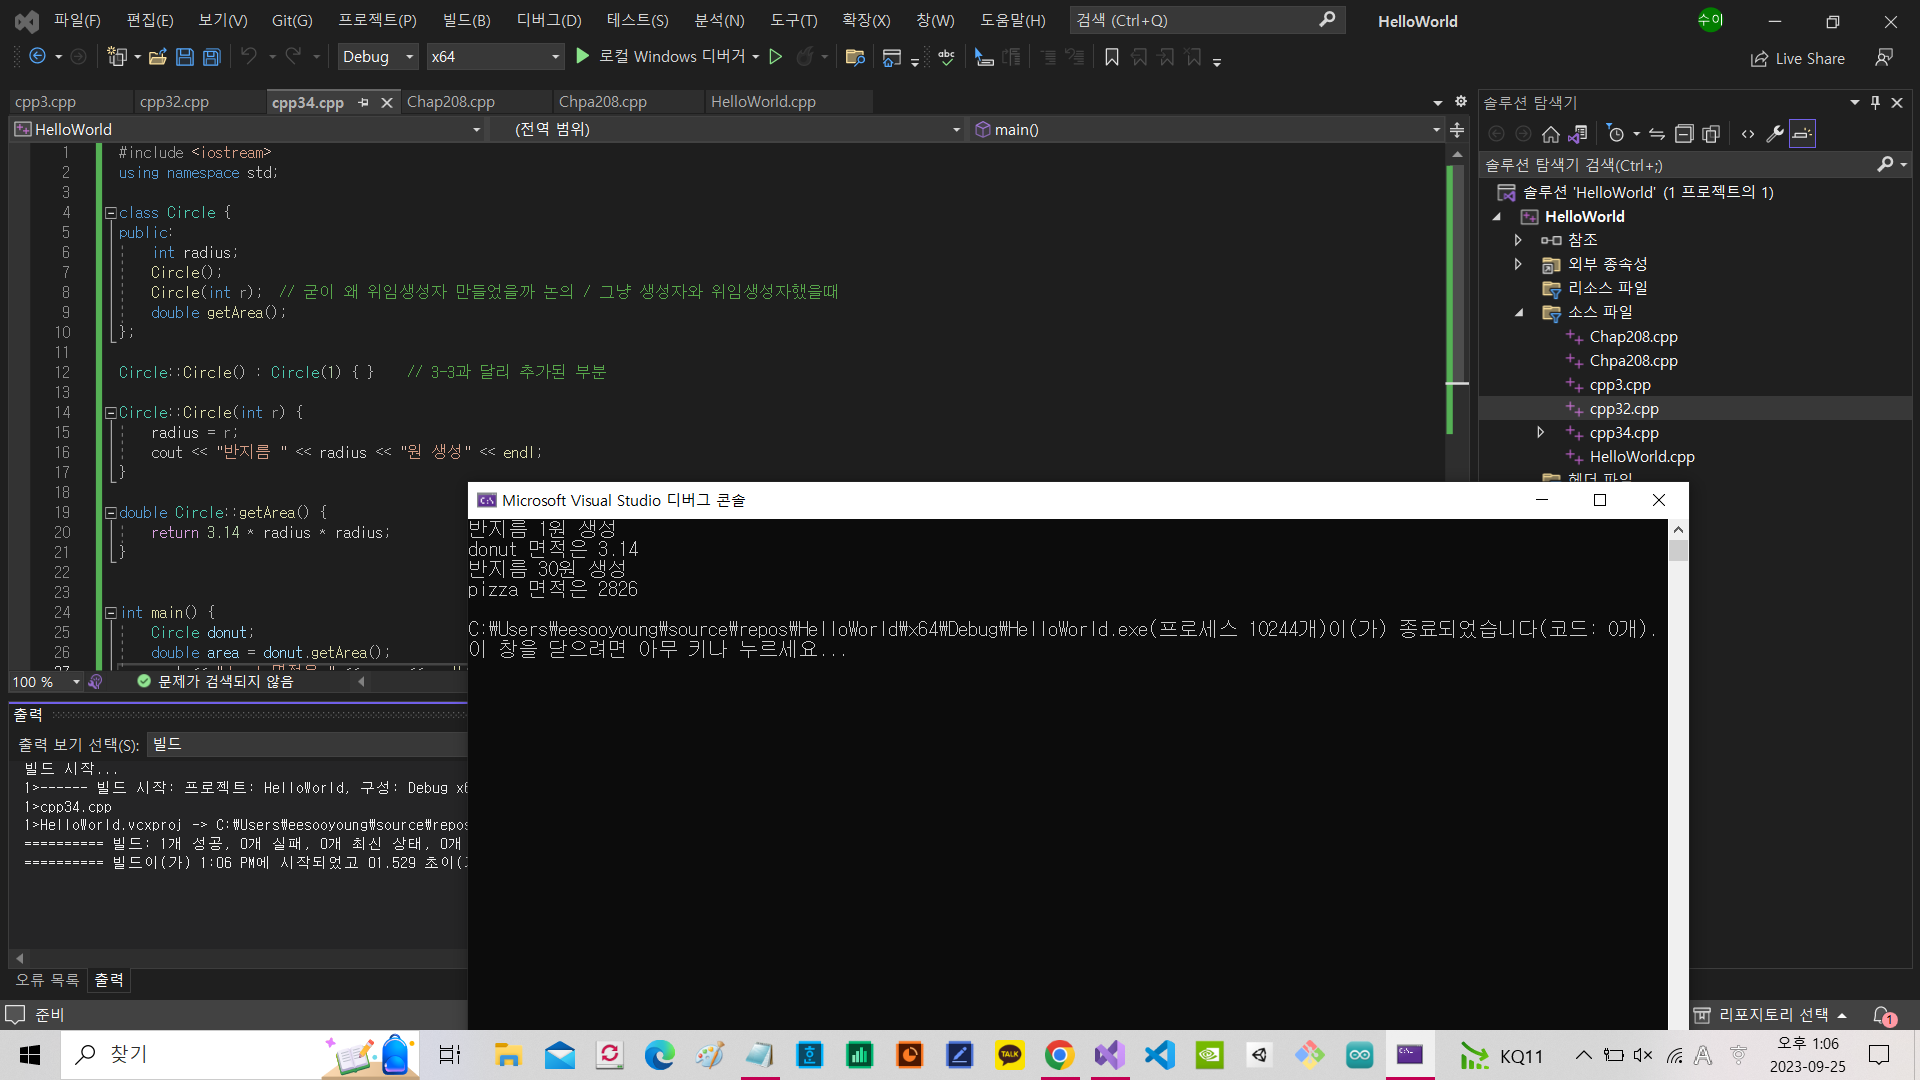 파일(F) 편집(E) 보기(V) Git(G) 프로젝트(P) 빌드(B) 디버그(D) 테스트(S) 분석(N) 도구(T) 확장(X) 창(W) 도움말(H) 검색 (Ctrl+Q) HelloWorld 수이
Debug x64 로컬 Windows 디버거 Live Share
cpp3.cpp cpp32.cpp cpp34.cpp Chap208.cpp Chpa208.cpp HelloWorld.cpp
HelloWorld (전역 범위) main()
1 #include <iostream>
2 using namespace std;
3
4 class Circle {
5 public:
6 int radius;
7 Circle();
8 Circle(int r); // 굳이 왜 위임생성자 만들었을까 논의 / 그냥 생성자와 위임생성자했을때
9 double getArea();
10 };
11
12 Circle::Circle() : Circle(1) { } // 3-3과 달리 추가된 부분
13
14 Circle::Circle(int r) {
15 radius = r;
16 cout << "반지름 " << radius << "원 생성" << endl;
17 }
18
19 double Circle::getArea() {
20 return 3.14 * radius * radius;
21 }
22
23
24 int main() {
25 Circle donut;
26 double area = donut.getArea();
100 % 문제가 검색되지 않음
출력
출력 보기 선택(S): 빌드
빌드 시작...
1>------ 빌드 시작: 프로젝트: HelloWorld, 구성: Debug x6
1>cpp34.cpp
1>HelloWorld.vcxproj -> C:\Users\eesooyoung\source\repos
========== 빌드: 1개 성공, 0개 실패, 0개 최신 상태, 0개
========== 빌드이(가) 1:06 PM에 시작되었고 01.529 초이(
오류 목록 출력
준비
Microsoft Visual Studio 디버그 콘솔
반지름 1원 생성
donut 면적은 3.14
반지름 30원 생성
pizza 면적은 2826
C:₩Users₩eesooyoung₩source₩repos₩HelloWorld₩x64₩Debug₩HelloWorld.exe(프로세스 10244개)이(가) 종료되었습니다(코드: 0개).
이 창을 닫으려면 아무 키나 누르세요...
솔루션 탐색기
솔루션 탐색기 검색(Ctrl+;)
솔루션 'HelloWorld' (1 프로젝트의 1)
HelloWorld
참조
외부 종속성
리소스 파일
소스 파일
Chap208.cpp
Chpa208.cpp
cpp3.cpp
cpp32.cpp
cpp34.cpp
HelloWorld.cpp
헤더 파일
리포지토리 선택 1
찾기 TALK KQ11 A 오후 1:06
2023-09-25